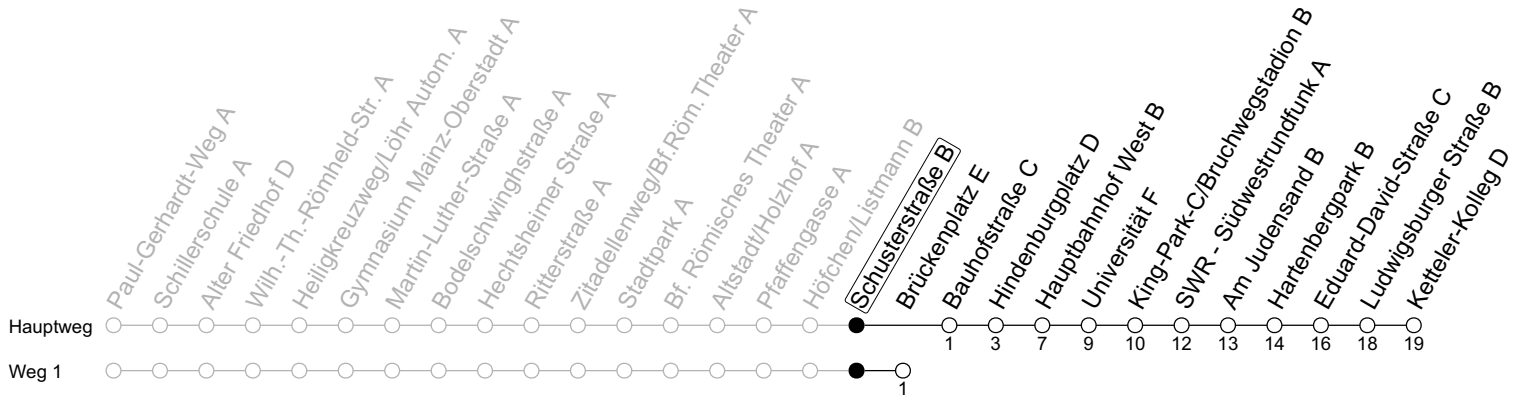 Paul-Gerhardt-Weg A
Schillerschule A
Alter Friedhof D
Wilh.-Th.-Römheld-Str. A
Heiligkreuzweg/Löhr Autom. A
Gymnasium Mainz-Oberstadt A
Martin-Luther-Straße A
Bodelschwinghstraße A
Hechtsheimer Straße A
Ritterstraße A
Zitadellenweg/Bf.Röm.Theater A
Stadtpark A
Bf. Römisches Theater A
Altstadt/Holzhof A
Pfaffengasse A
Höfchen/Listmann B
Schusterstraße B
Brückenplatz E
Bauhofstraße C
Hindenburgplatz D
Hauptbahnhof West B
Universität F
King-Park-C/Bruchwegstadion B
SWR - Südwestrundfunk A
Am Judensand B
Hartenbergpark B
Eduard-David-Straße C
Ludwigsburger Straße B
Ketteler-Kolleg D
Hauptweg
1 3 7 9 10 12 13 14 16 18 19
Weg 1
1